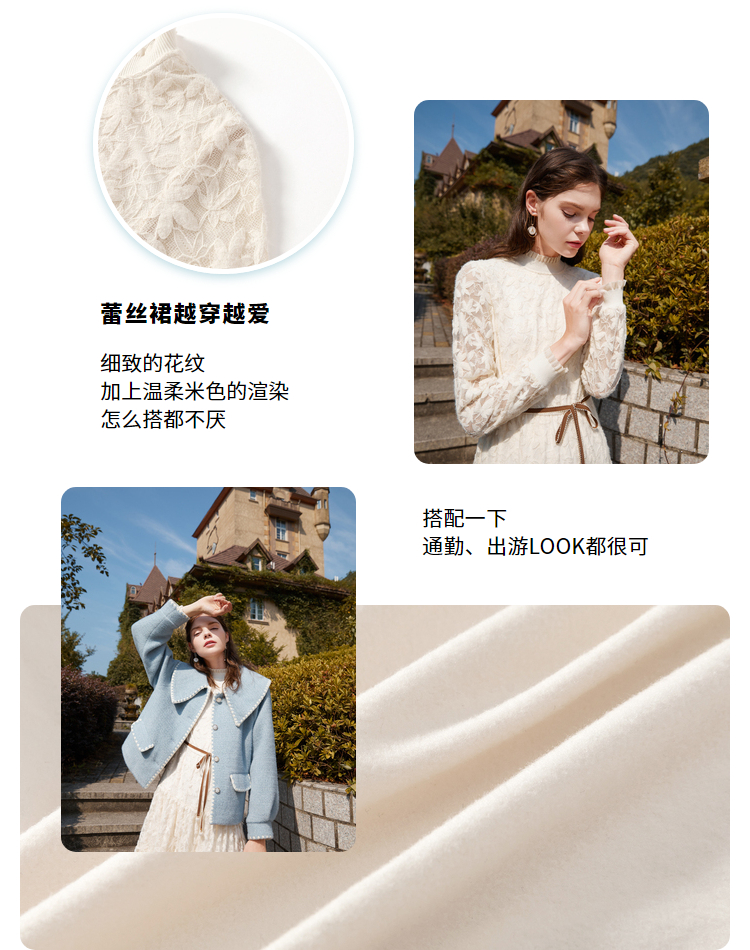 蕾丝裙越穿越爱
细致的花纹
加上温柔米色的渲染
怎么搭都不厌
搭配一下
通勤、出游LOOK都很可